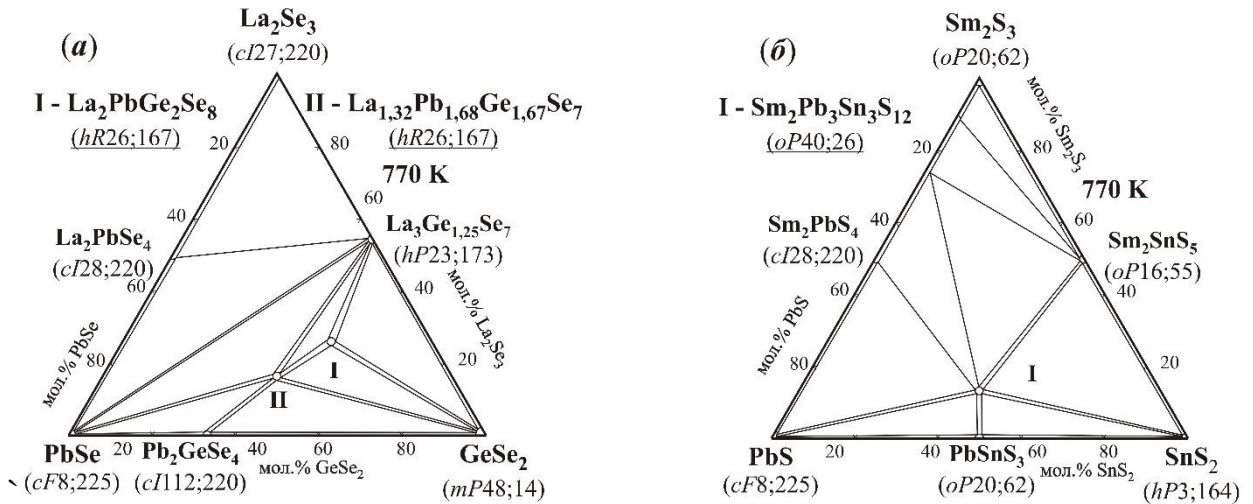 (а)
La₂Se₃
(cI27;220)
I - La₂PbGe₂Se₈
(hR26;167)
II - La₁,₃₂Pb₁,₆₈Ge₁,₆₇Se₇
(hR26;167)
20
80
770 K
40
60
La₂PbSe₄
(cI28;220)
La₃Ge₁,₂₅Se₇
(hP23;173)
60
40
мол.% PbSe
мол.% La₂Se₃
80
20
I
II
PbSe
20
Pb₂GeSe₄
40
60
80
GeSe₂
мол.% GeSe₂
(cF8;225)
(cI112;220)
(mP48;14)
(б)
Sm₂S₃
(oP20;62)
I - Sm₂Pb₃Sn₃S₁₂
(oP40;26)
20
80
мол.% Sm₂S₃
770 K
40
60
Sm₂PbS₄
(cI28;220)
Sm₂SnS₅
(oP16;55)
60
40
мол.% PbS
80
20
I
PbS
20
40
PbSnS₃
60
80
SnS₂
мол.% SnS₂
(cF8;225)
(oP20;62)
(hP3;164)